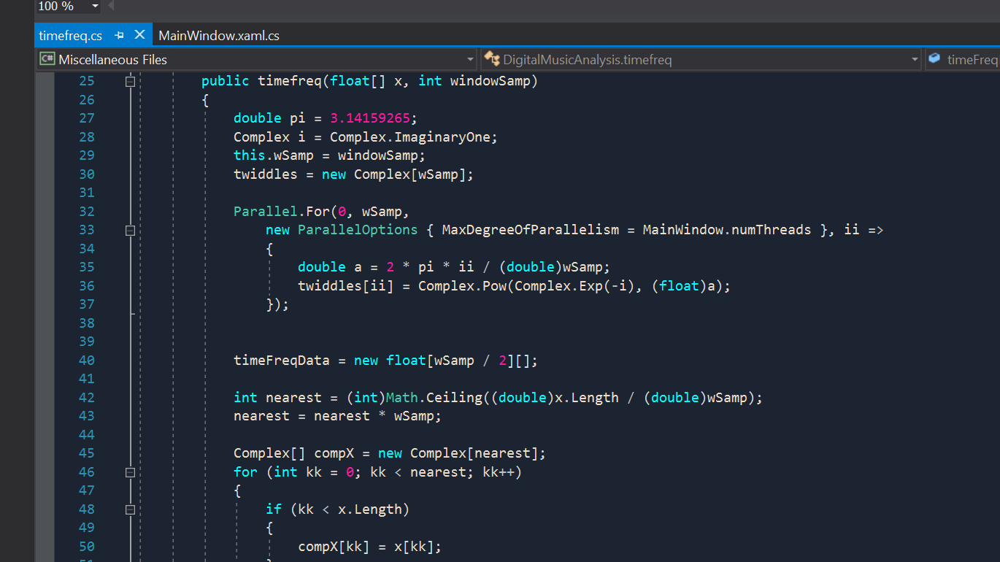 100 %
timefreq.cs MainWindow.xaml.cs
C# Miscellaneous Files DigitalMusicAnalysis.timefreq timeFreq
25 public timefreq(float[] x, int windowSamp)
26 {
27 double pi = 3.14159265;
28 Complex i = Complex.ImaginaryOne;
29 this.wSamp = windowSamp;
30 twiddles = new Complex[wSamp];
31
32 Parallel.For(0, wSamp,
33 new ParallelOptions { MaxDegreeOfParallelism = MainWindow.numThreads }, ii =>
34 {
35 double a = 2 * pi * ii / (double)wSamp;
36 twiddles[ii] = Complex.Pow(Complex.Exp(-i), (float)a);
37 });
38
39
40 timeFreqData = new float[wSamp / 2][];
41
42 int nearest = (int)Math.Ceiling((double)x.Length / (double)wSamp);
43 nearest = nearest * wSamp;
44
45 Complex[] compX = new Complex[nearest];
46 for (int kk = 0; kk < nearest; kk++)
47 {
48 if (kk < x.Length)
49 {
50 compX[kk] = x[kk];